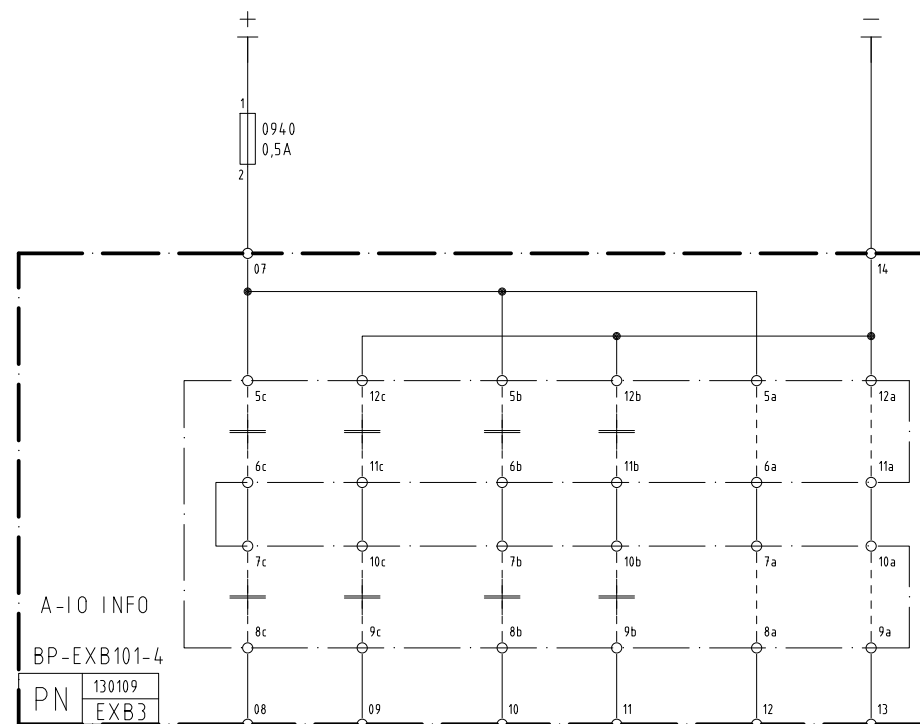 + −
1
0940
0,5A
2
07 14
5c 12c 5b 12b 5a 12a
6c 11c 6b 11b 6a 11a
7c 10c 7b 10b 7a 10a
A-IO INFO
8c 9c 8b 9b 8a 9a
BP-EXB101-4
PN 130109
EXB3
08 09 10 11 12 13